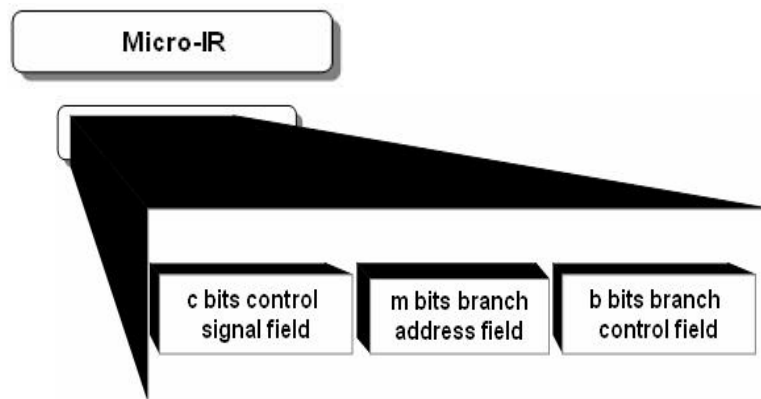 Micro-IR
c bits control
signal field
m bits branch
address field
b bits branch
control field